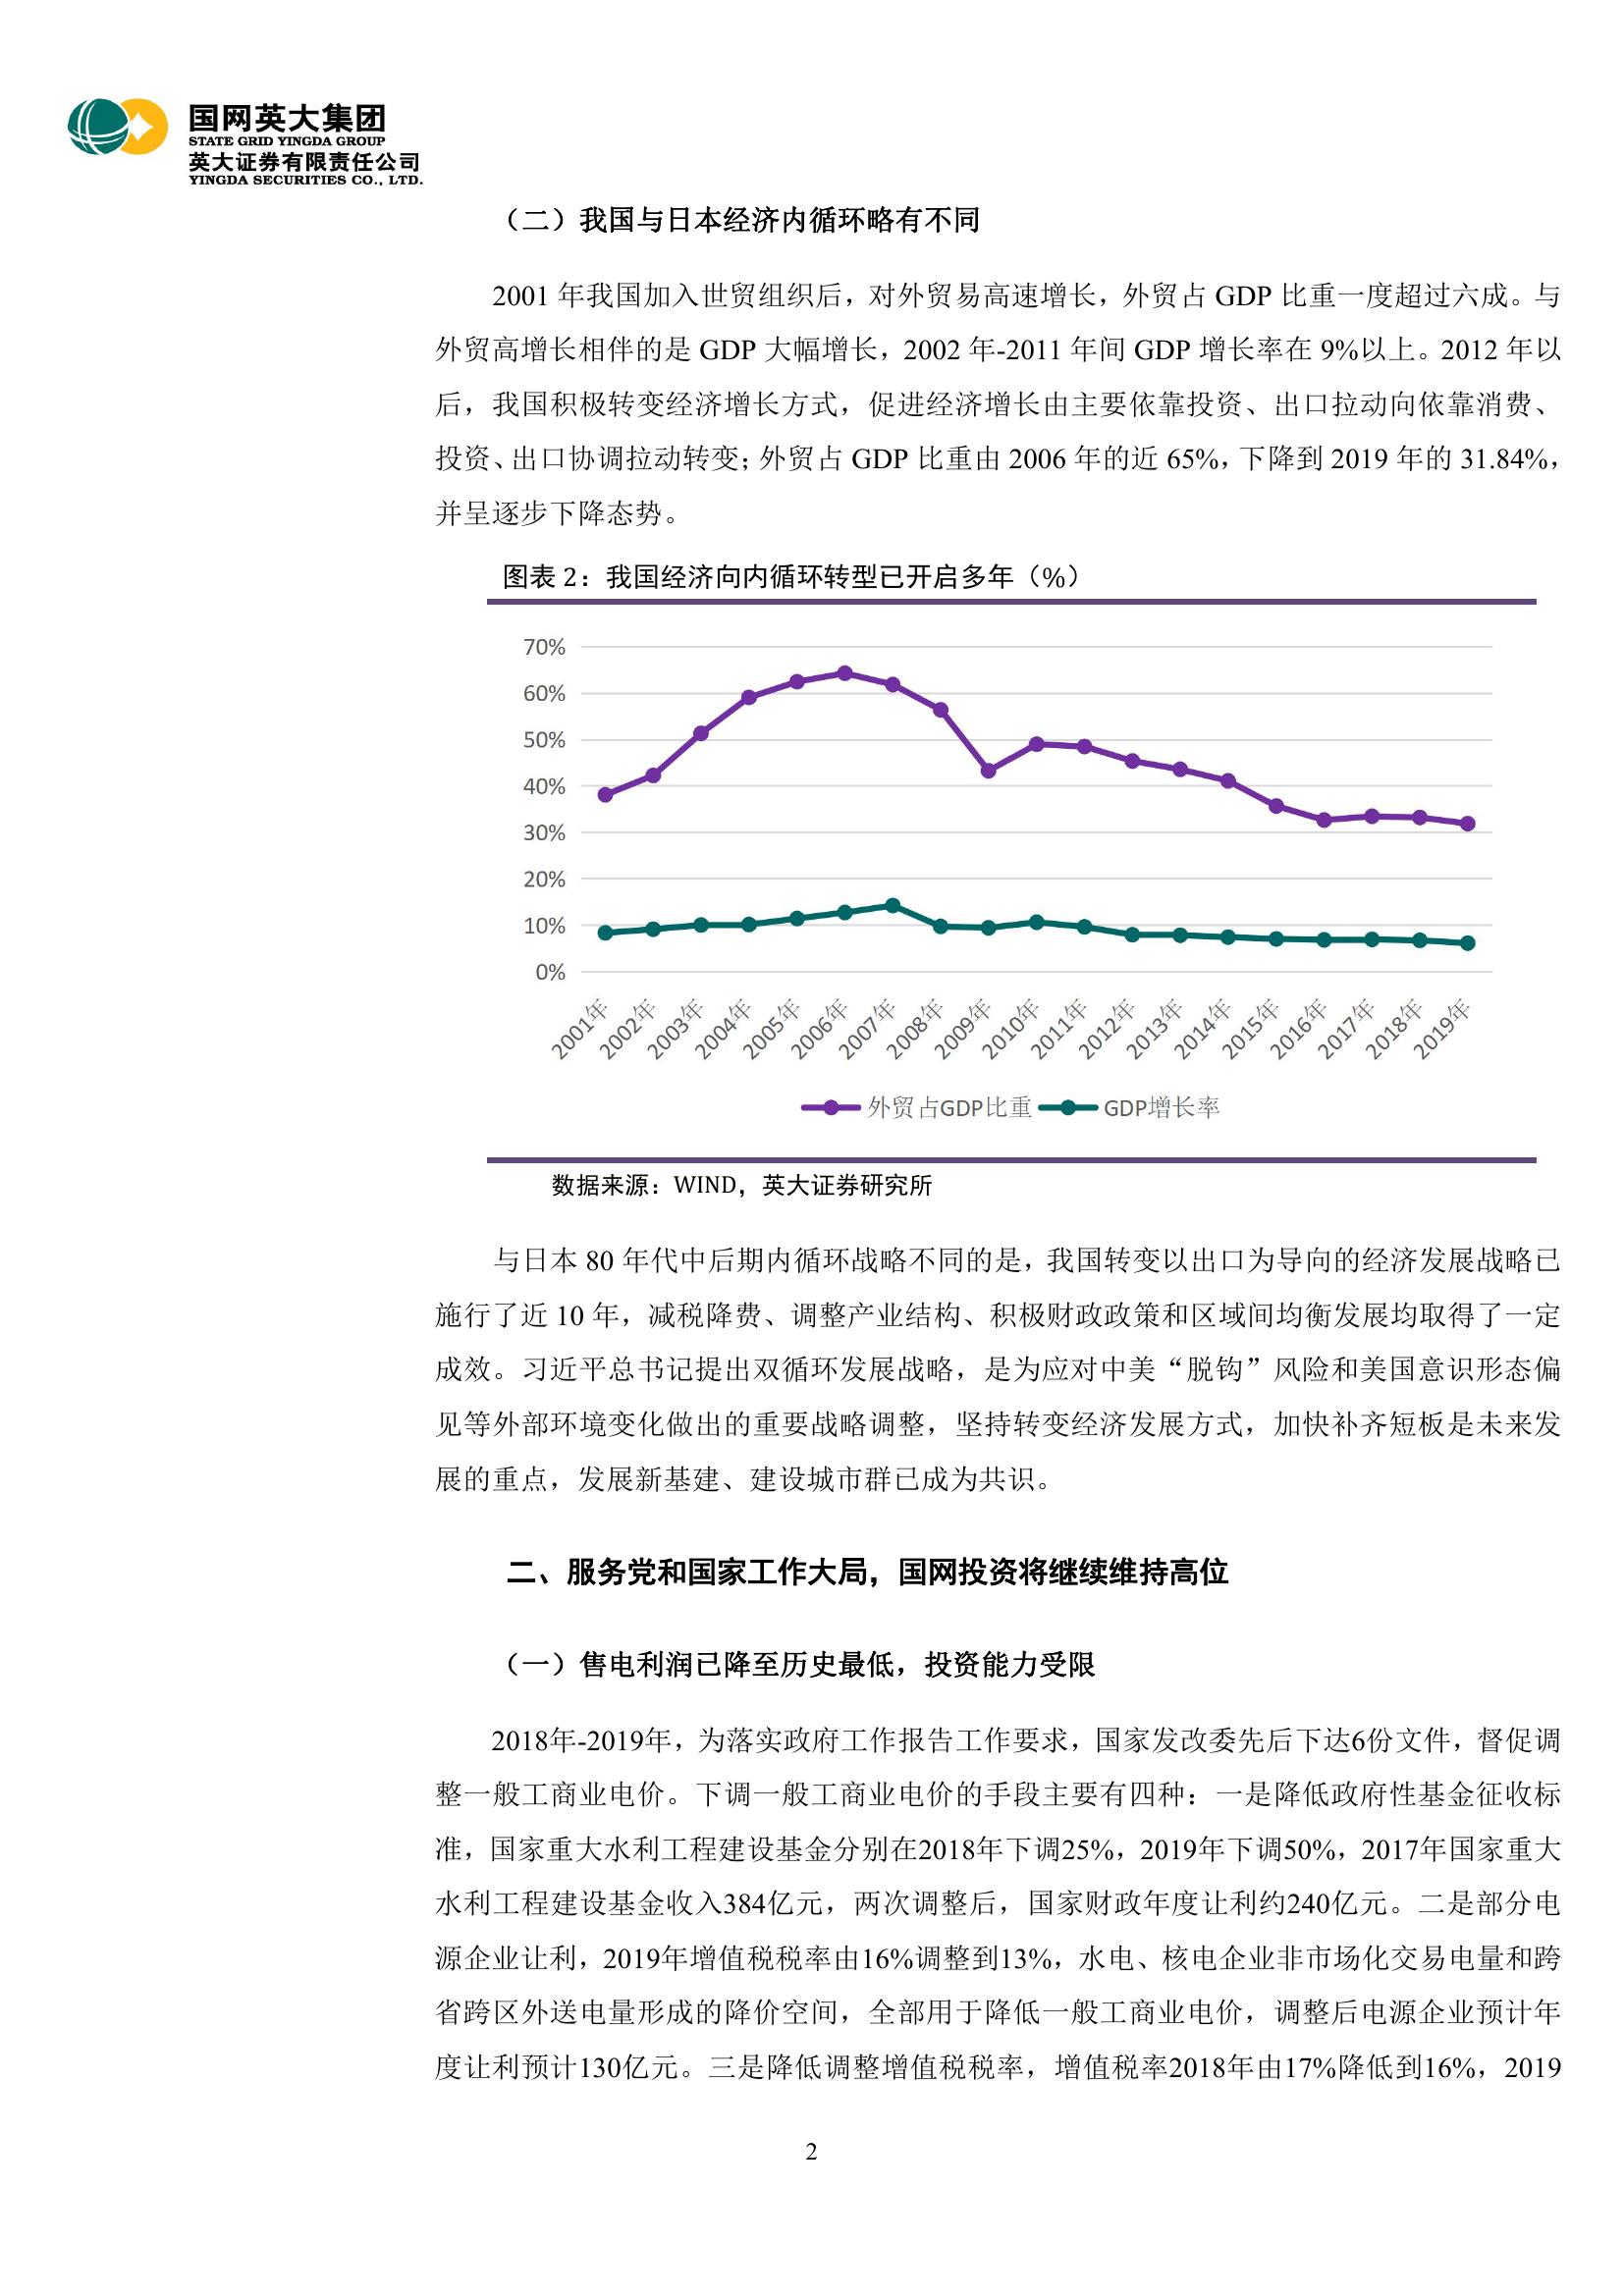 国网英大集团
STATE GRID YINGDA GROUP
英大证券有限责任公司
YINGDA SECURITIES CO., LTD.
（二）我国与日本经济内循环略有不同
2001 年我国加入世贸组织后，对外贸易高速增长，外贸占 GDP 比重一度超过六成。与
外贸高增长相伴的是 GDP 大幅增长，2002 年-2011 年间 GDP 增长率在 9%以上。2012 年以
后，我国积极转变经济增长方式，促进经济增长由主要依靠投资、出口拉动向依靠消费、
投资、出口协调拉动转变；外贸占 GDP 比重由 2006 年的近 65%，下降到 2019 年的 31.84%，
并呈逐步下降态势。
图表 2：我国经济向内循环转型已开启多年（%）
70%
60%
50%
40%
30%
20%
10%
0%
2001年 2002年 2003年 2004年 2005年 2006年 2007年 2008年 2009年 2010年 2011年 2012年 2013年 2014年 2015年 2016年 2017年 2018年 2019年
外贸占GDP比重 GDP增长率
数据来源：WIND，英大证券研究所
与日本 80 年代中后期内循环战略不同的是，我国转变以出口为导向的经济发展战略已
施行了近 10 年，减税降费、调整产业结构、积极财政政策和区域间均衡发展均取得了一定
成效。习近平总书记提出双循环发展战略，是为应对中美“脱钩”风险和美国意识形态偏
见等外部环境变化做出的重要战略调整，坚持转变经济发展方式，加快补齐短板是未来发
展的重点，发展新基建、建设城市群已成为共识。
二、服务党和国家工作大局，国网投资将继续维持高位
（一）售电利润已降至历史最低，投资能力受限
2018年-2019年，为落实政府工作报告工作要求，国家发改委先后下达6份文件，督促调
整一般工商业电价。下调一般工商业电价的手段主要有四种：一是降低政府性基金征收标
准，国家重大水利工程建设基金分别在2018年下调25%，2019年下调50%，2017年国家重大
水利工程建设基金收入384亿元，两次调整后，国家财政年度让利约240亿元。二是部分电
源企业让利，2019年增值税税率由16%调整到13%，水电、核电企业非市场化交易电量和跨
省跨区外送电量形成的降价空间，全部用于降低一般工商业电价，调整后电源企业预计年
度让利预计130亿元。三是降低调整增值税税率，增值税率2018年由17%降低到16%，2019
2